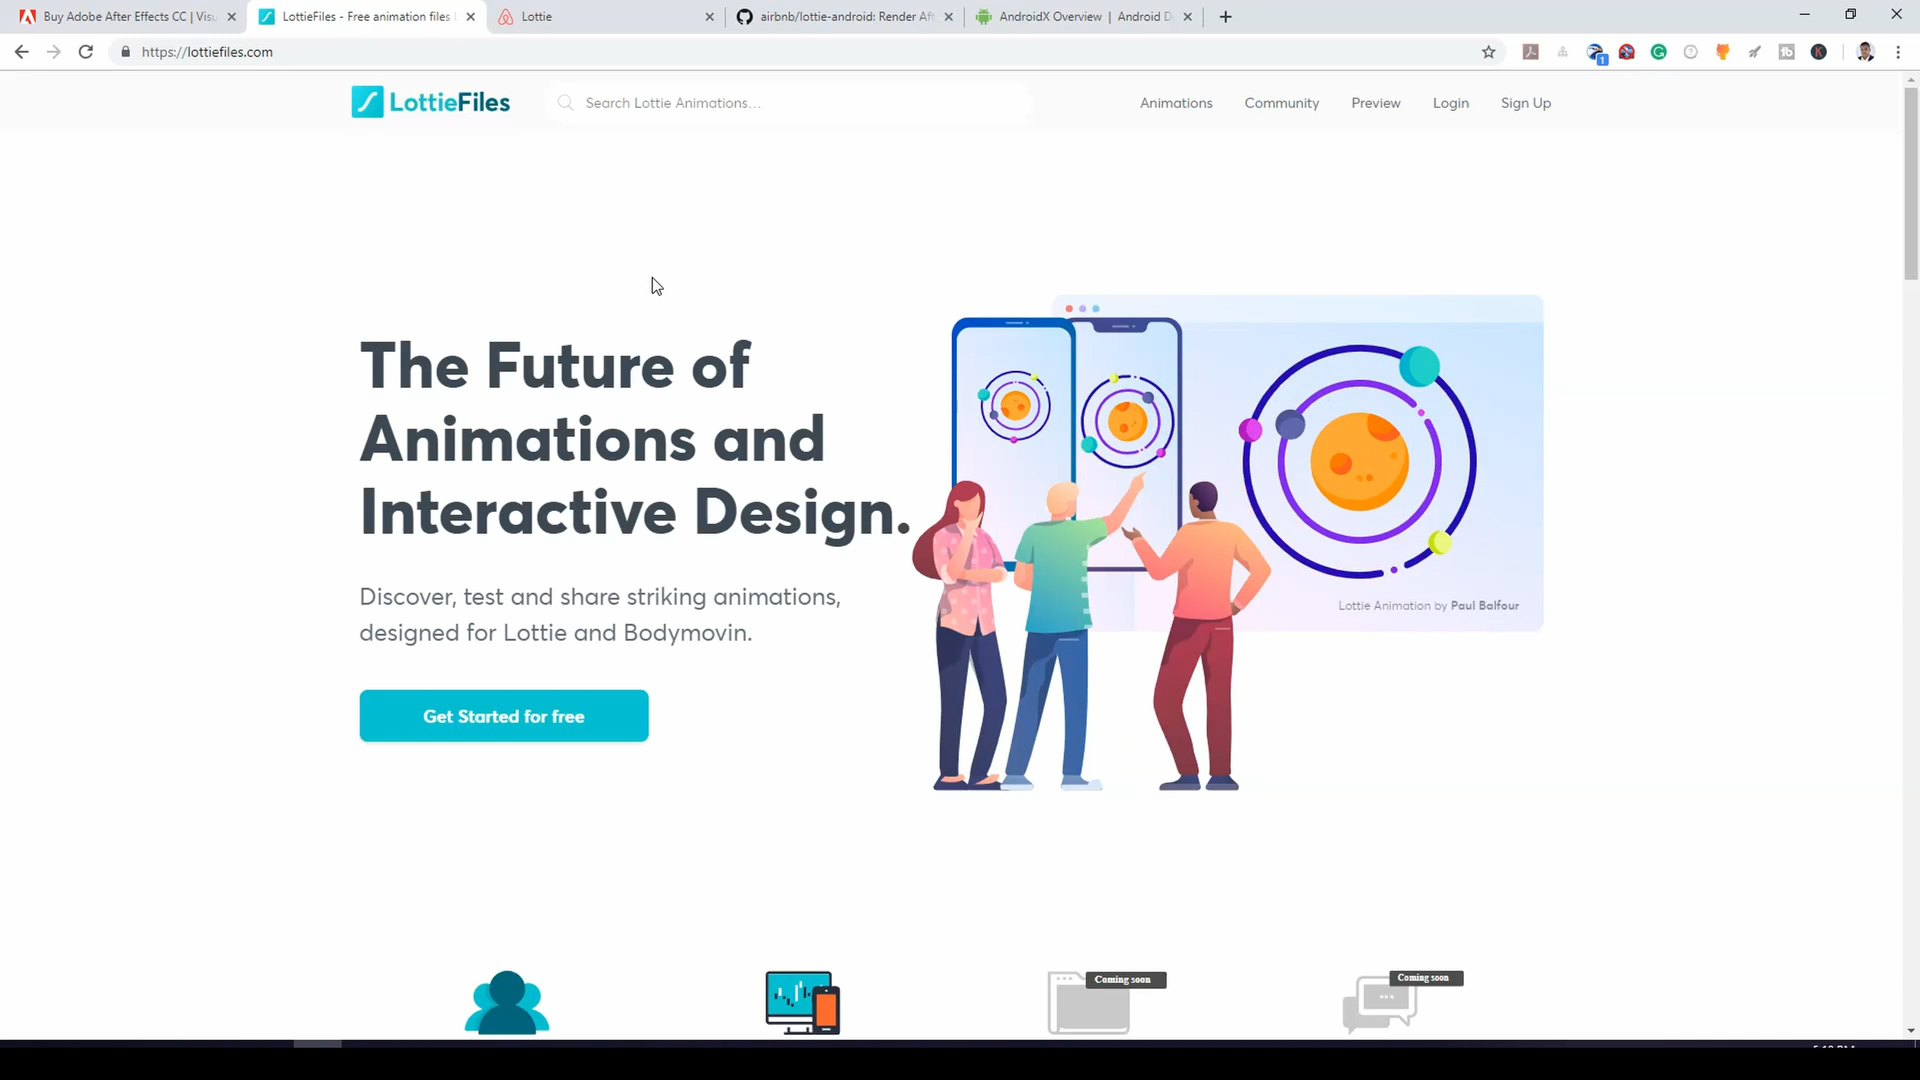 Buy Adobe After Effects CC | Visu
LottieFiles - Free animation files
Lottie
airbnb/lottie-android: Render Aft
AndroidX Overview | Android D
https://lottiefiles.com
1
LottieFiles
Search Lottie Animations...
Animations
Community
Preview
Login
Sign Up
The Future of
Animations and
Interactive Design.
Discover, test and share striking animations,
designed for Lottie and Bodymovin.
Get Started for free
Lottie Animation by Paul Balfour
Coming soon
Coming soon